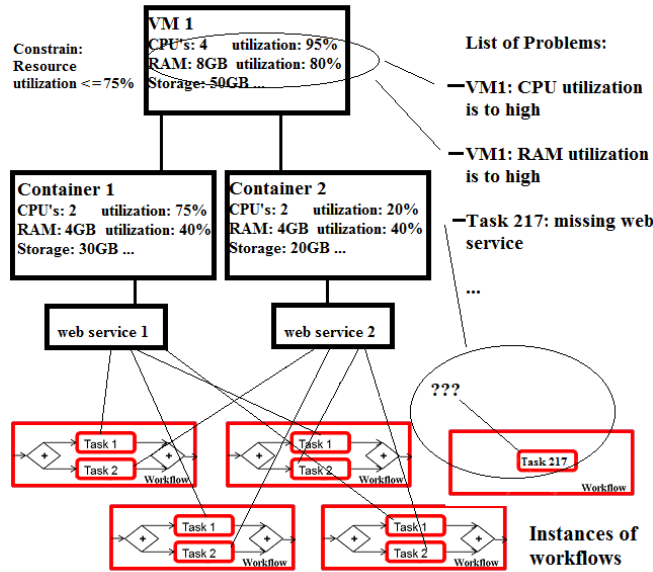 VM 1
CPU's: 4 utilization: 95%
RAM: 8GB utilization: 80%
Storage: 50GB ...
Constrain:
Resource
utilization <=75%
List of Problems:
VM1: CPU utilization
is to high
VM1: RAM utilization
is to high
Task 217: missing web
service
...
Container 1
CPU's: 2 utilization: 75%
RAM: 4GB utilization: 40%
Storage: 30GB ...
Container 2
CPU's: 2 utilization: 20%
RAM: 4GB utilization: 40%
Storage: 20GB ...
web service 1
web service 2
???
+
Task 1
Task 2
+
Workflow
+
Task 1
Task 2
+
Workflow
Task 217
Workflow
+
Task 1
Task 2
+
Workflow
+
Task 1
Task 2
+
Workflow
Instances of
workflows